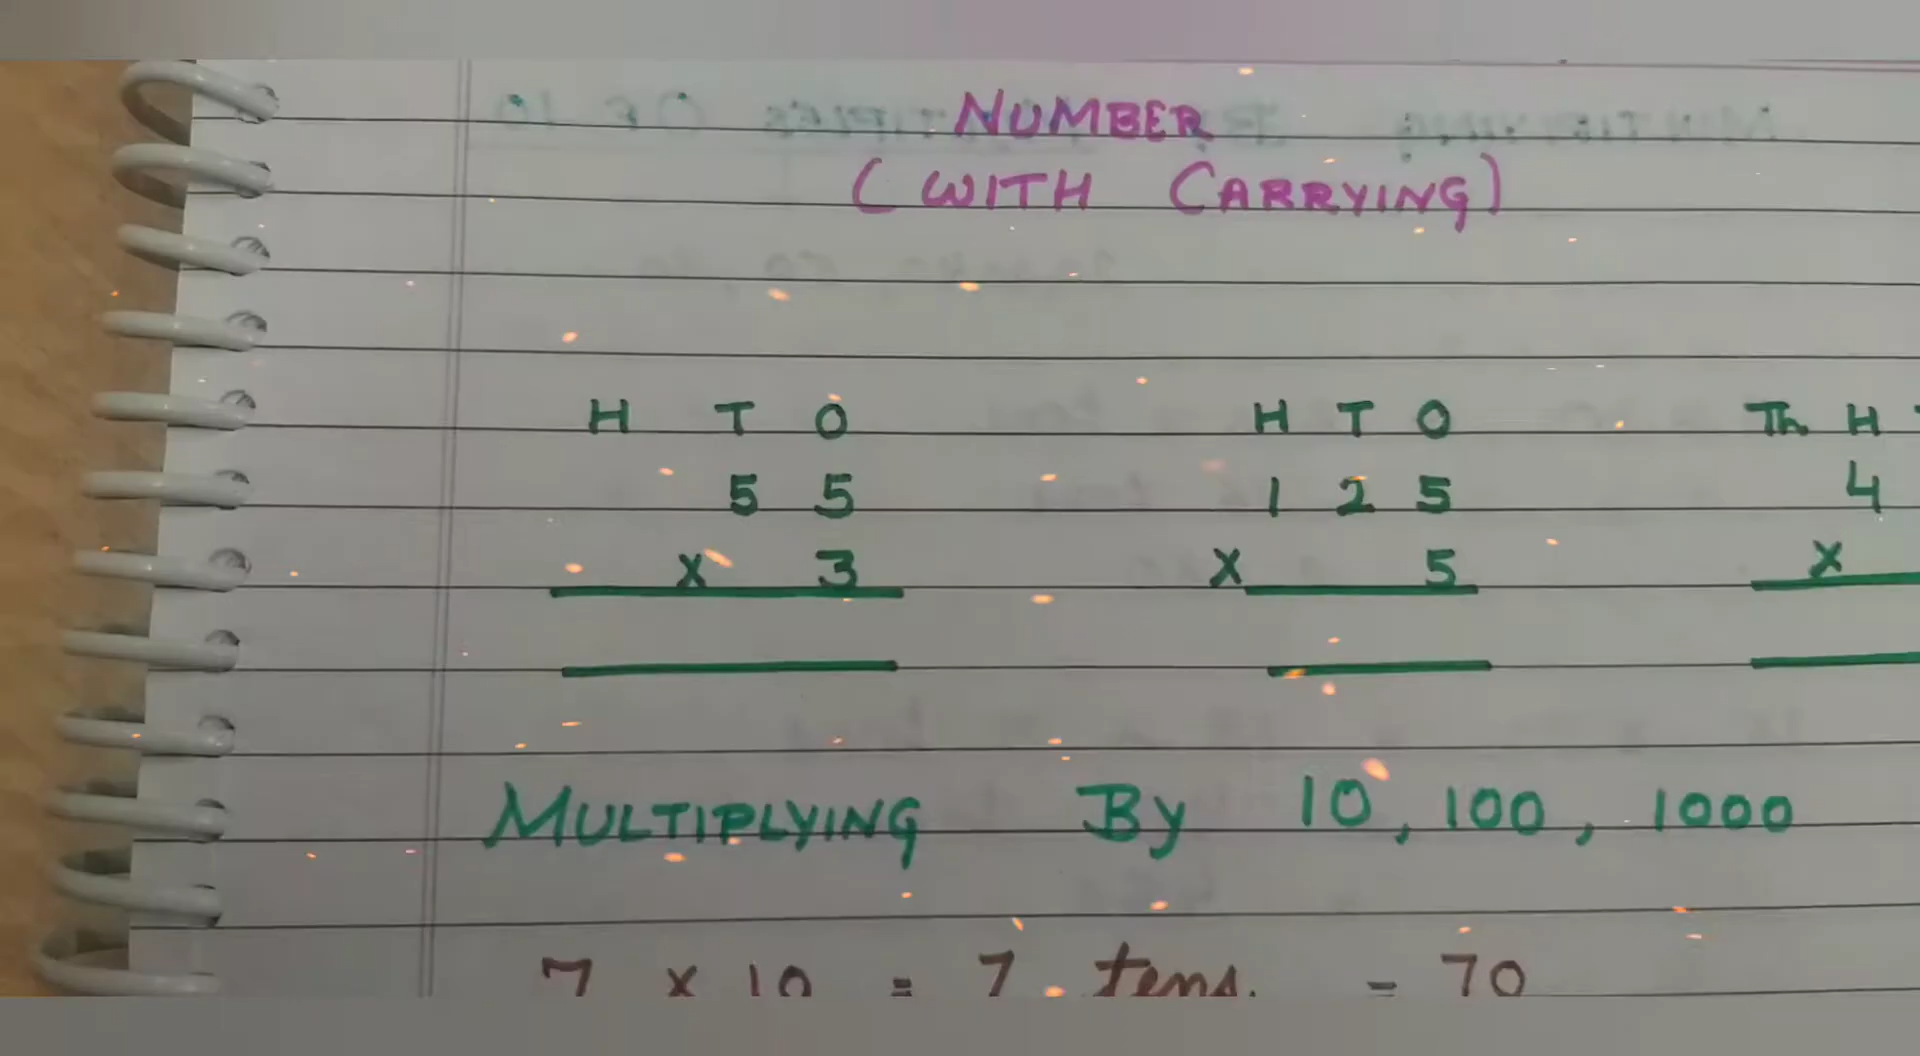 NUMBER
(WITH CARRYING)
H T O H T O Th H
5 5 1 2 5 4
x 3 x 5 x
MULTIPLYING By 10, 100, 1000
7 x 10 = 7 tens. = 70